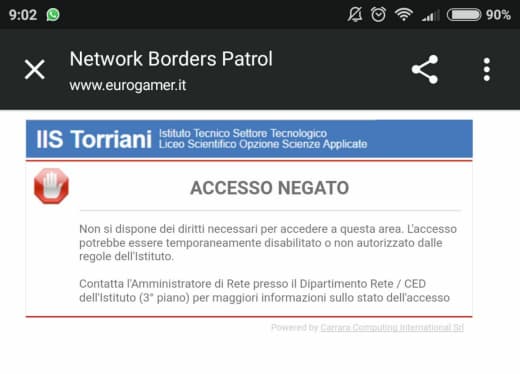 9:02
90%
Network Borders Patrol
www.eurogamer.it
IIS Torriani
Istituto Tecnico Settore Tecnologico
Liceo Scientifico Opzione Scienze Applicate
ACCESSO NEGATO
Non si dispone dei diritti necessari per accedere a questa area. L'accesso
potrebbe essere temporaneamente disabilitato o non autorizzato dalle
regole dell'Istituto.
Contatta l'Amministratore di Rete presso il Dipartimento Rete / CED
dell'Istituto (3° piano) per maggiori informazioni sullo stato dell'accesso
Powered by Carrara Computing International Srl